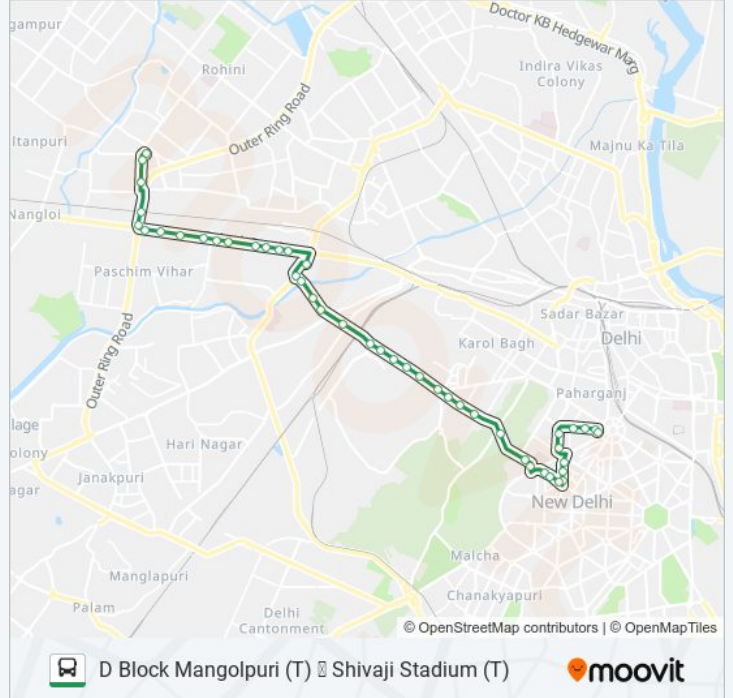 gampur
Doctor KB Hedgewar Marg
Rohini
Indira Vikas
Colony
Outer Ring Road
ltanpuri
Majnu Ka Tila
Nangloi
Paschim Vihar
Sadar Bazar
Delhi
Karol Bagh
Outer Ring Road
Paharganj
llage
olony
Hari Nagar
Janakpuri
agar
New Delhi
Malcha
Manglapuri
Chanakyapuri
Palam
Delhi
Cantonment
© OpenStreetMap contributors | © OpenMapTiles
D Block Mangolpuri (T) Shivaji Stadium (T)
moovit